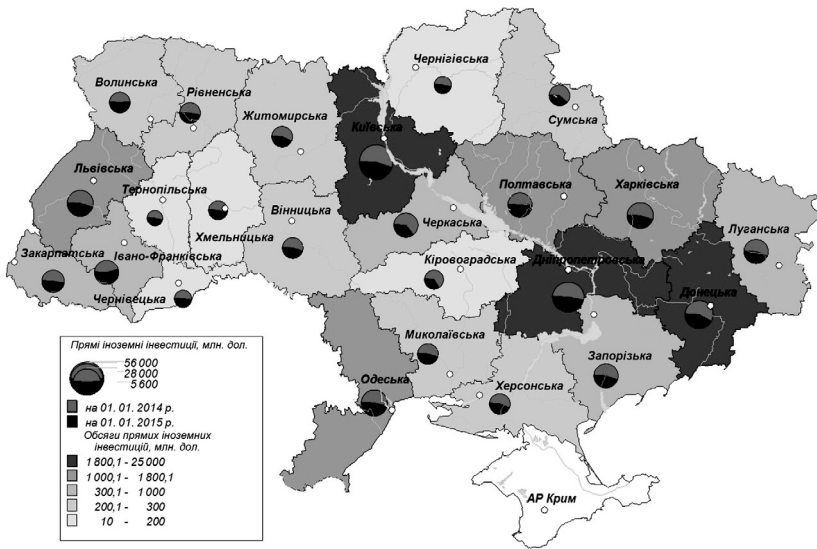 Чернігівська
Волинська
Рівненська
Житомирська
Сумська
Київська
Львівська
Тернопільська
Полтавська
Харківська
Вінницька
Черкаська
Луганська
Хмельницька
Закарпатська
Івано-Франківська
Кіровоградська
Дніпропетровська
Чернівецька
Донецька
Миколаївська
Запорізька
Одеська
Херсонська
АР Крим
Прямі іноземні інвестиції, млн. дол.
56 000
28 000
5 600
на 01. 01. 2014 р.
на 01. 01. 2015 р.
Обсяги прямих іноземних
інвестицій, млн. дол.
1 800,1 - 25 000
1 000,1 - 1 800,1
300,1 - 1 000
200,1 - 300
10 - 200